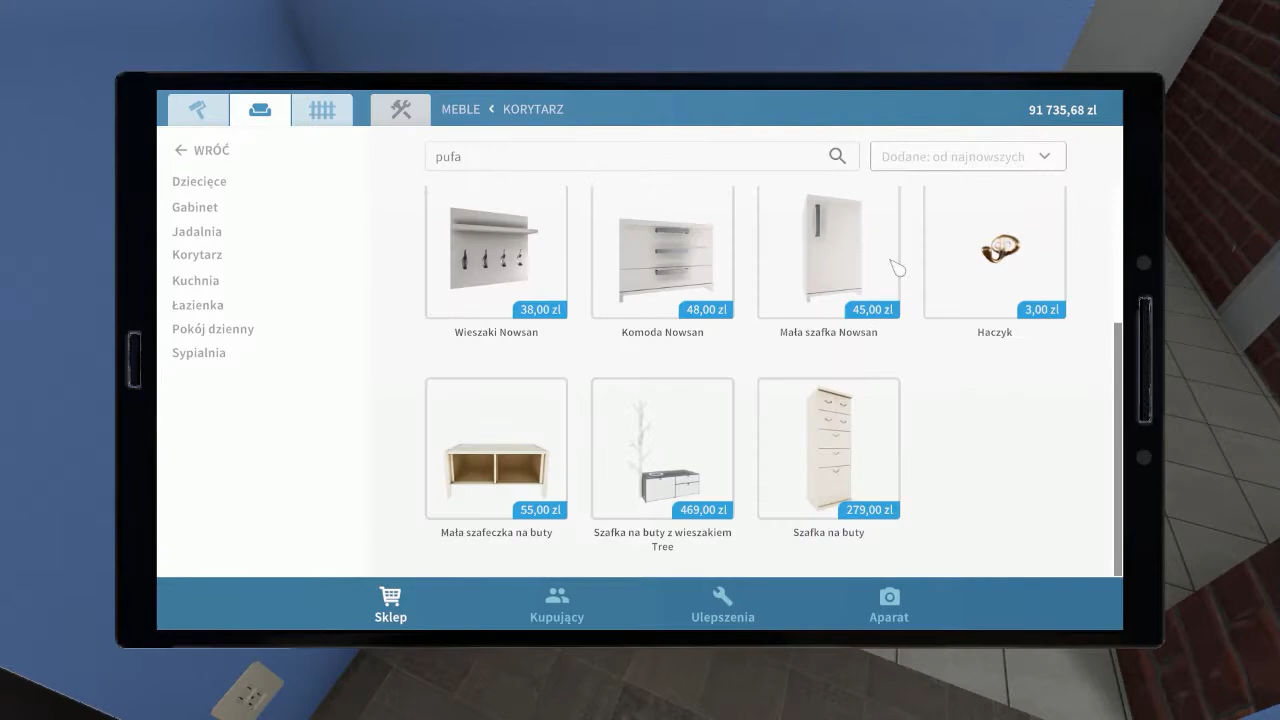 MEBLE
KORYTARZ
91 735,68 zl
WRÓĆ
pufa
Dodane: od najnowszych
Dziecięce
Gabinet
Jadalnia
Korytarz
Kuchnia
Łazienka
Pokój dzienny
Sypialnia
38,00 zl
48,00 zl
45,00 zl
3,00 zl
Wieszaki Nowsan
Komoda Nowsan
Mała szafka Nowsan
Haczyk
55,00 zl
469,00 zl
279,00 zl
Mała szafeczka na buty
Szafka na buty z wieszakiem
Tree
Szafka na buty
Sklep
Kupujący
Ulepszenia
Aparat